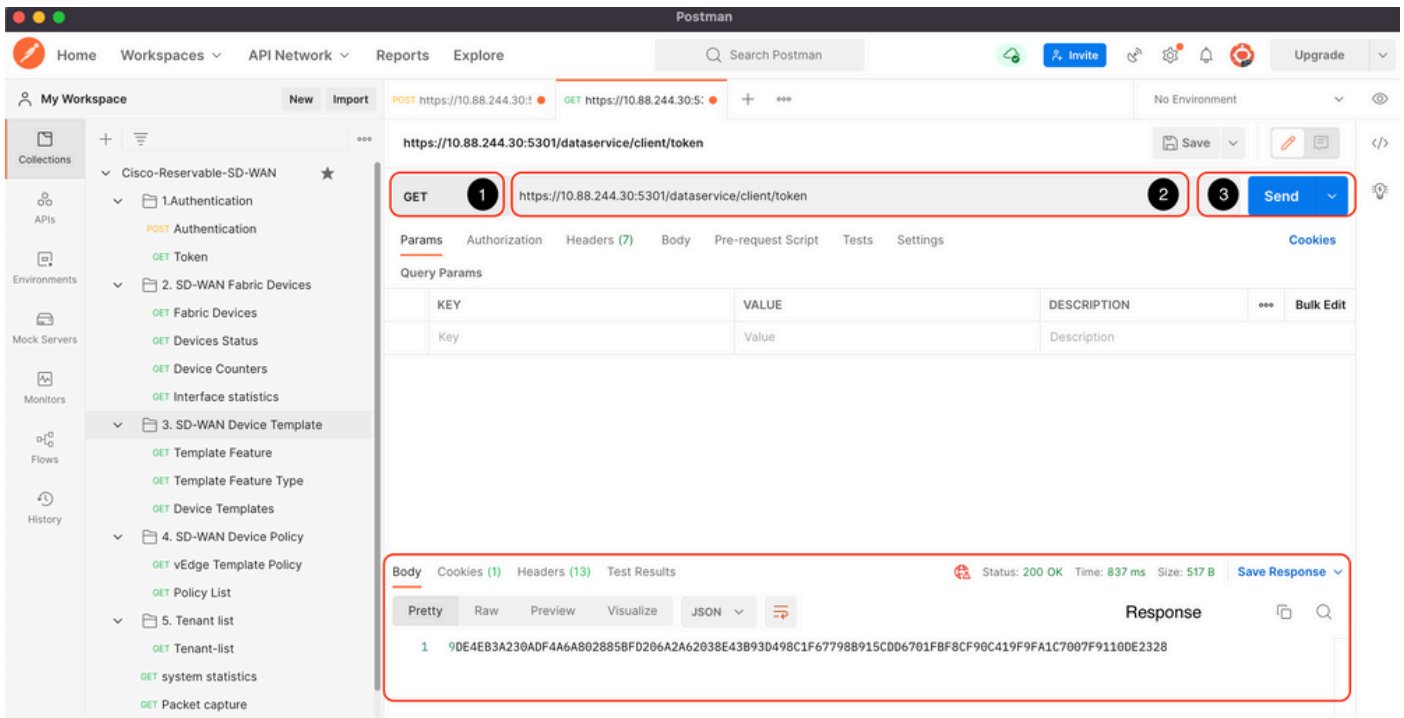 Postman
Home Workspaces API Network Reports Explore Search Postman Invite Upgrade
My Workspace New Import POST https://10.88.244.30:5 GET https://10.88.244.30:5: + ooo No Environment
Collections
APIs
Environments
Mock Servers
Monitors
Flows
History
Cisco-Reservable-SD-WAN
1.Authentication
POST Authentication
GET Token
2. SD-WAN Fabric Devices
GET Fabric Devices
GET Devices Status
GET Device Counters
GET Interface statistics
3. SD-WAN Device Template
GET Template Feature
GET Template Feature Type
GET Device Templates
4. SD-WAN Device Policy
GET vEdge Template Policy
GET Policy List
5. Tenant list
GET Tenant-list
GET system statistics
GET Packet capture
https://10.88.244.30:5301/dataservice/client/token Save
GET 1 https://10.88.244.30:5301/dataservice/client/token 2 3 Send
Params Authorization Headers (7) Body Pre-request Script Tests Settings Cookies
Query Params
KEY VALUE DESCRIPTION ooo Bulk Edit
Key Value Description
Body Cookies (1) Headers (13) Test Results Status: 200 OK Time: 837 ms Size: 517 B Save Response
Pretty Raw Preview Visualize JSON Response
1 9DE4EB3A230ADF4A6A802885BFD206A2A62038E43B93D498C1F67798B915CDD6701FBF8CF90C419F9FA1C7007F9110DE2328